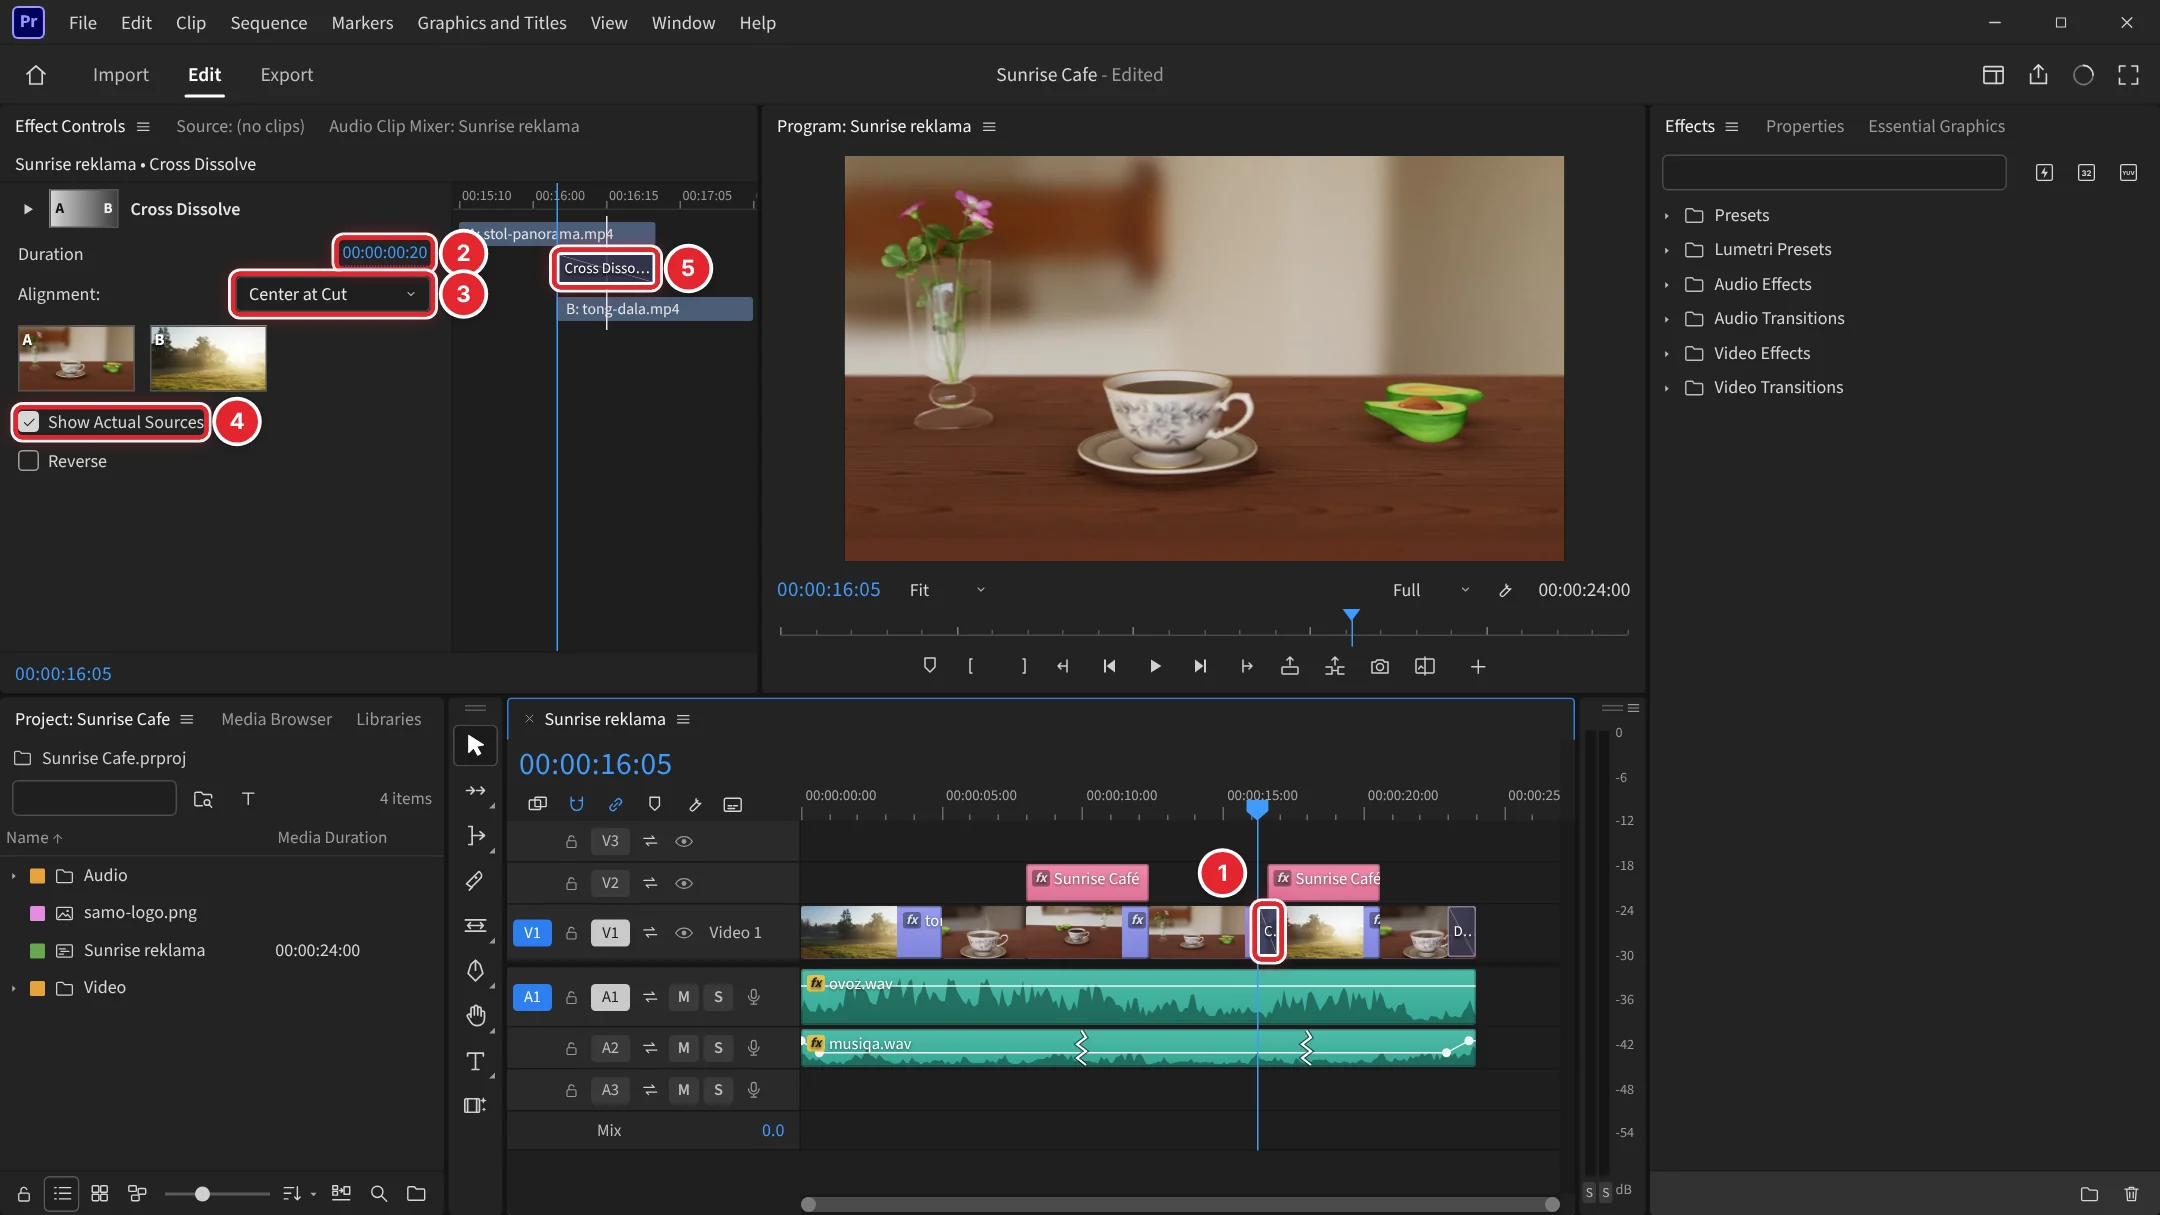 Pr File Edit Clip Sequence Markers Graphics and Titles View Window Help
Import Edit Export
Sunrise Cafe - Edited
Effect Controls Source: (no clips) Audio Clip Mixer: Sunrise reklama
Sunrise reklama • Cross Dissolve
A B Cross Dissolve
Duration 00:00:00:20 2
Alignment: Center at Cut 3
A B
Show Actual Sources 4
Reverse
00:15:10 00:16:00 00:16:15 00:17:05
stol-panorama.mp4
Cross Disso... 5
B: tong-dala.mp4
00:00:16:05
Program: Sunrise reklama
00:00:16:05 Fit Full 00:00:24:00
Effects Properties Essential Graphics
32 YUV
Presets
Lumetri Presets
Audio Effects
Audio Transitions
Video Effects
Video Transitions
Project: Sunrise Cafe Media Browser Libraries
Sunrise Cafe.prproj
4 items
Name Media Duration
Audio
samo-logo.png
Sunrise reklama 00:00:24:00
Video
Sunrise reklama
00:00:16:05
00:00:00:00 00:00:05:00 00:00:10:00 00:00:15:00 00:00:20:00 00:00:25
V3
V2 fx Sunrise Café 1 fx Sunrise Café
V1 V1 Video 1 fx fx C. D..
A1 A1 M S fx ovoz.wav
A2 M S fx musiqa.wav
A3 M S
Mix 0.0
0
-6
-12
-18
-24
-30
-36
-42
-48
-54
S S dB